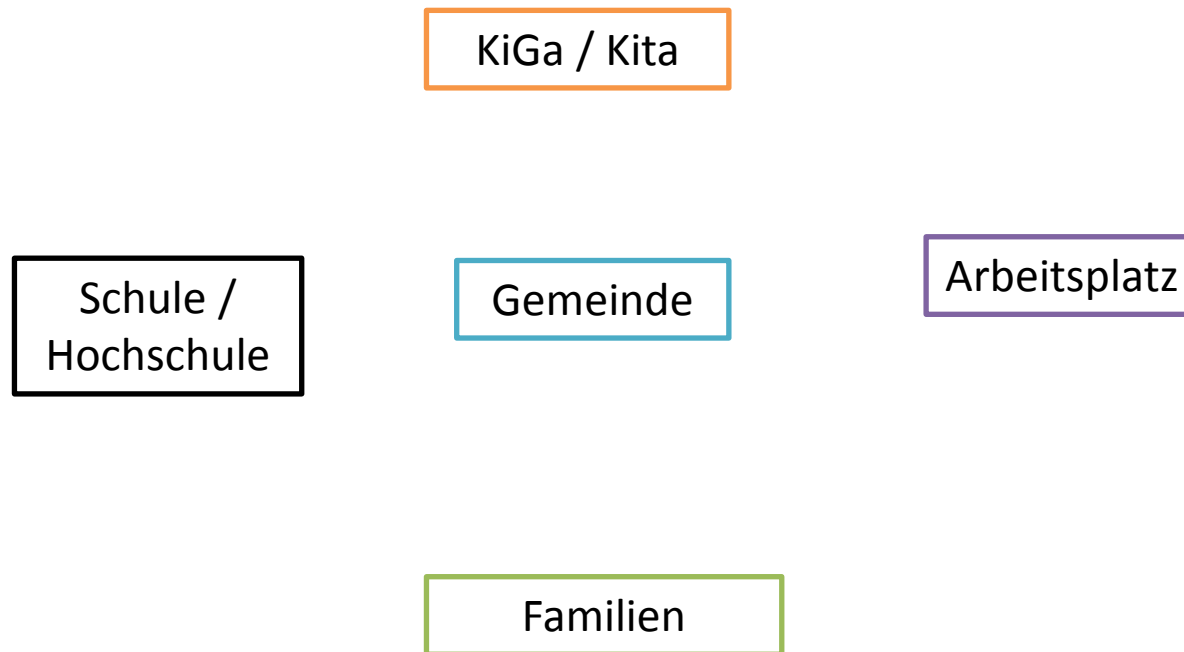 KiGa / Kita
Schule /
Hochschule
Gemeinde
Arbeitsplatz
Familien